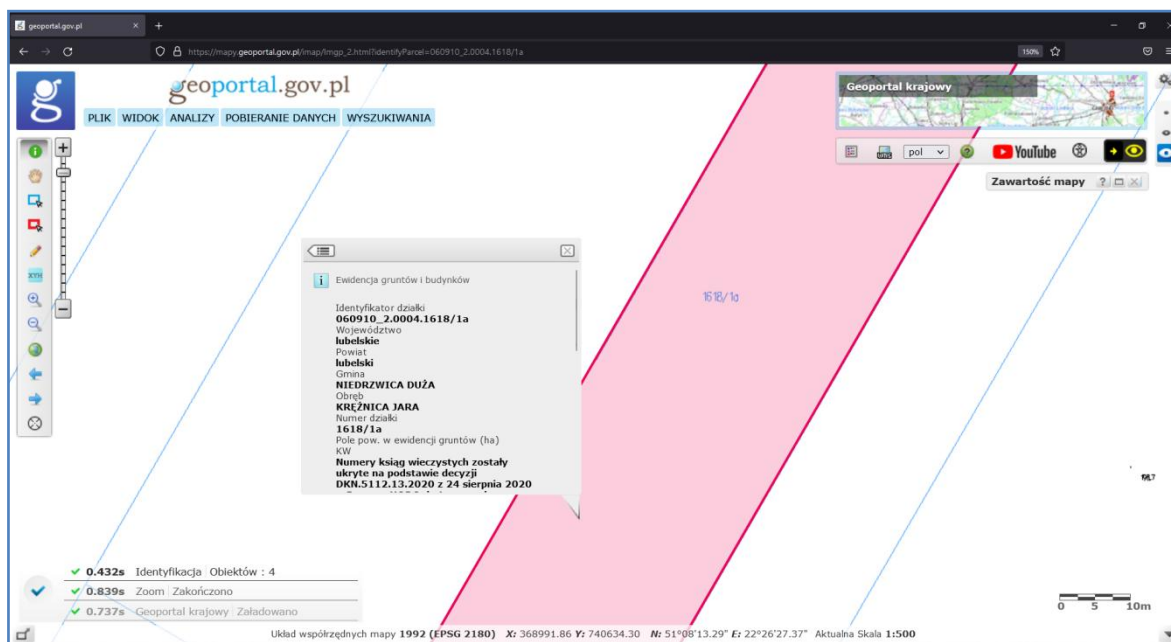 geoportal.gov.pl
https://mapy.geoportal.gov.pl/imap/Imgp_2.html?identifyParcel=060910_2.0004.1618/1a
150%
geoportal.gov.pl
PLIK WIDOK ANALIZY POBIERANIE DANYCH WYSZUKIWANIA
Geoportal krajowy
pol
YouTube
Zawartość mapy
XYH
Ewidencja gruntów i budynków
Identyfikator działki
060910_2.0004.1618/1a
Województwo
lubelskie
Powiat
lubelski
Gmina
NIEDRZWICA DUŻA
Obręb
KRĘŻNICA JARA
Numer działki
1618/1a
Pole pow. w ewidencji gruntów (ha)
KW
Numery ksiąg wieczystych zostały
ukryte na podstawie decyzji
DKN.5112.13.2020 z 24 sierpnia 2020
1618/1a
0.432s Identyfikacja Obiektów : 4
0.839s Zoom Zakończono
0.737s Geoportal krajowy Załadowano
0 5 10m
Układ współrzędnych mapy 1992 (EPSG 2180) X: 368991.86 Y: 740634.30 N: 51°08'13.29" E: 22°26'27.37" Aktualna Skala 1:500